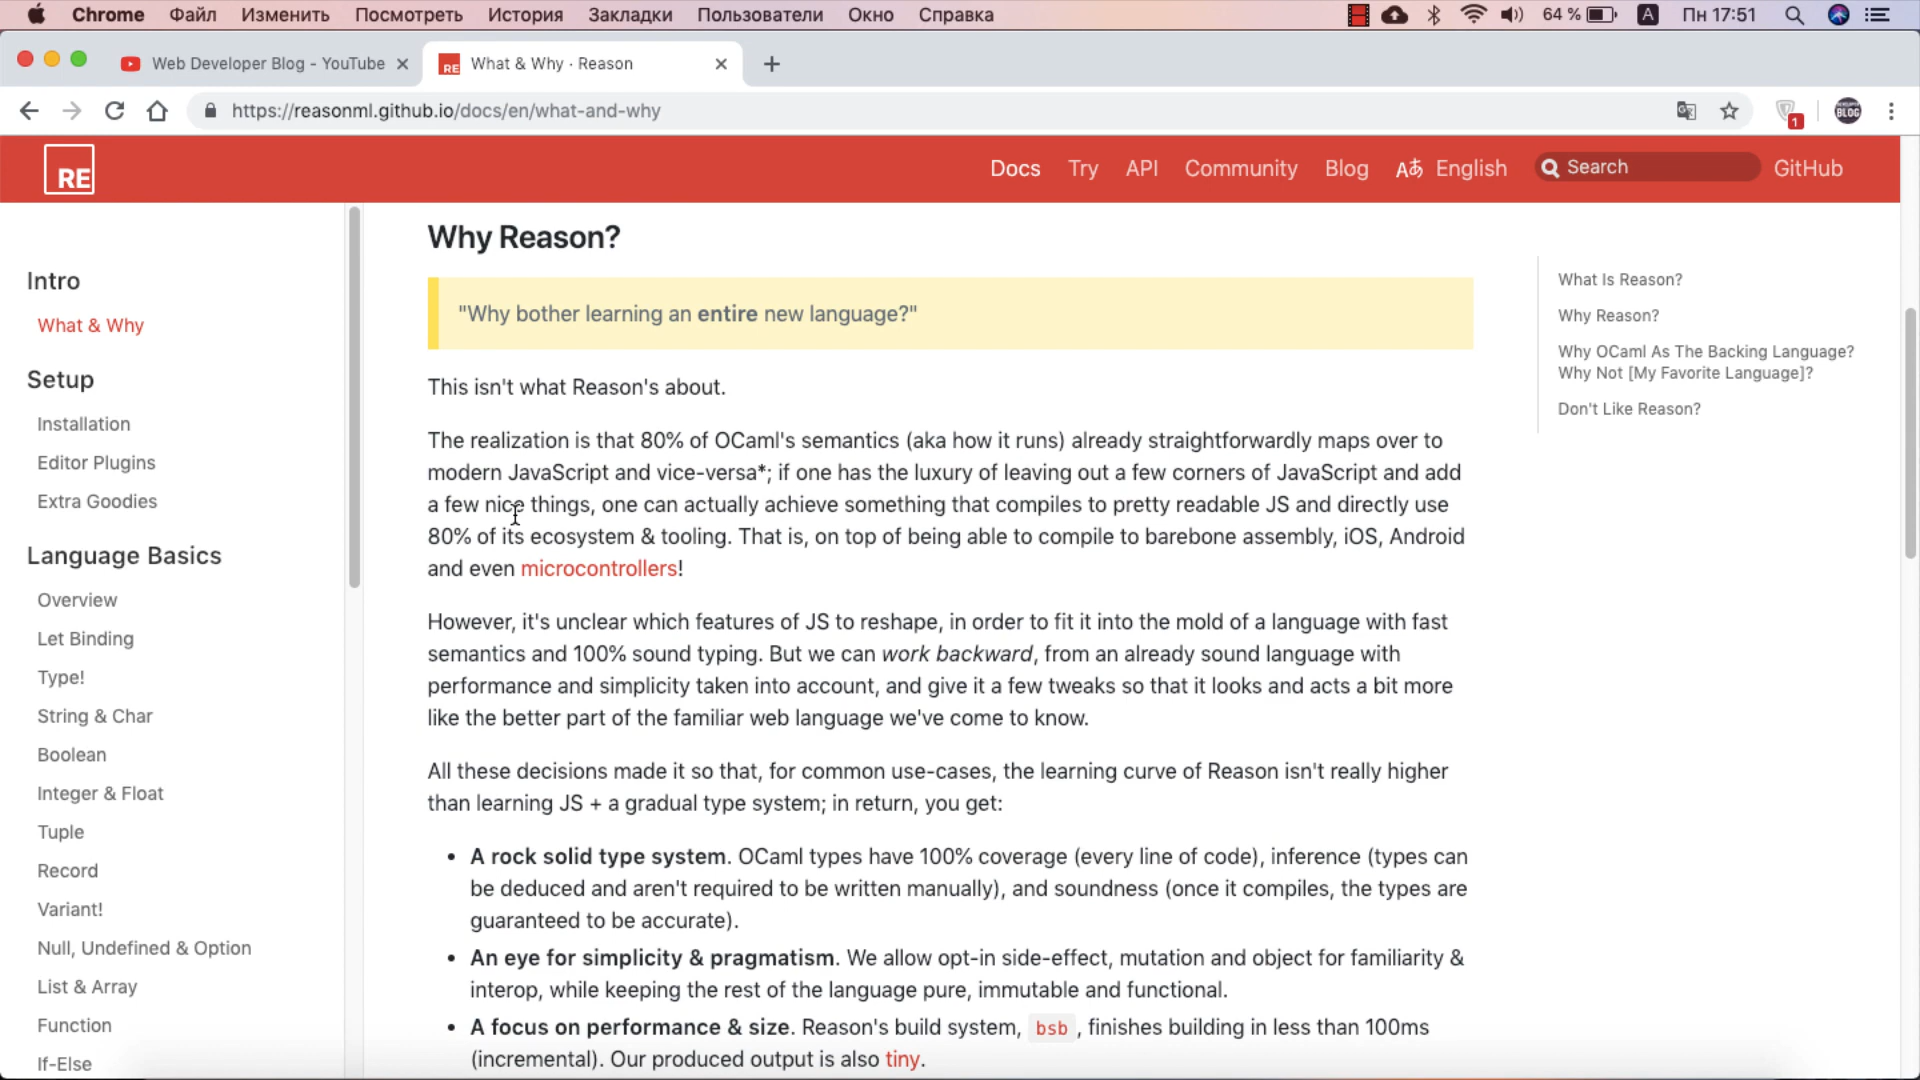 Chrome Файл Изменить Посмотреть История Закладки Пользователи Окно Справка 64 % A Пн 17:51
Web Developer Blog - YouTube
RE What & Why · Reason
https://reasonml.github.io/docs/en/what-and-why
1
DEVELOPER BLOG
RE
Docs Try API Community Blog Aあ English Search GitHub
Intro
What & Why
Setup
Installation
Editor Plugins
Extra Goodies
Language Basics
Overview
Let Binding
Type!
String & Char
Boolean
Integer & Float
Tuple
Record
Variant!
Null, Undefined & Option
List & Array
Function
If-Else
Why Reason?
"Why bother learning an entire new language?"
This isn't what Reason's about.
The realization is that 80% of OCaml's semantics (aka how it runs) already straightforwardly maps over to
modern JavaScript and vice-versa*; if one has the luxury of leaving out a few corners of JavaScript and add
a few nice things, one can actually achieve something that compiles to pretty readable JS and directly use
80% of its ecosystem & tooling. That is, on top of being able to compile to barebone assembly, iOS, Android
and even microcontrollers!
However, it's unclear which features of JS to reshape, in order to fit it into the mold of a language with fast
semantics and 100% sound typing. But we can work backward, from an already sound language with
performance and simplicity taken into account, and give it a few tweaks so that it looks and acts a bit more
like the better part of the familiar web language we've come to know.
All these decisions made it so that, for common use-cases, the learning curve of Reason isn't really higher
than learning JS + a gradual type system; in return, you get:
• A rock solid type system. OCaml types have 100% coverage (every line of code), inference (types can
be deduced and aren't required to be written manually), and soundness (once it compiles, the types are
guaranteed to be accurate).
• An eye for simplicity & pragmatism. We allow opt-in side-effect, mutation and object for familiarity &
interop, while keeping the rest of the language pure, immutable and functional.
• A focus on performance & size. Reason's build system, bsb , finishes building in less than 100ms
(incremental). Our produced output is also tiny.
What Is Reason?
Why Reason?
Why OCaml As The Backing Language?
Why Not [My Favorite Language]?
Don't Like Reason?